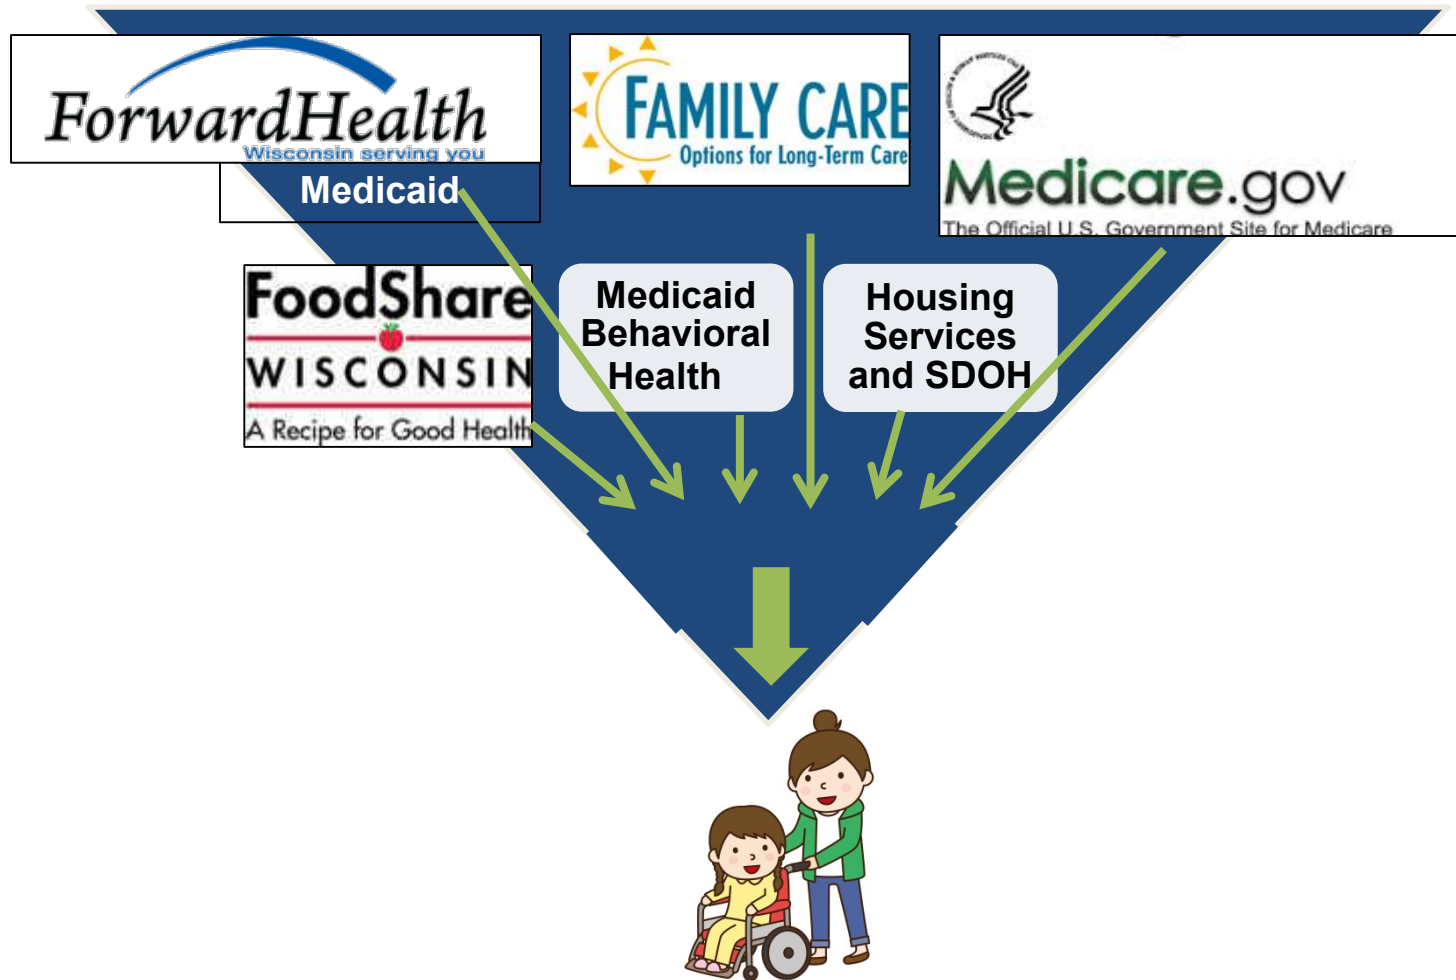 ForwardHealth
Wisconsin serving you
Medicaid
FAMILY CARE
Options for Long-Term Care
Medicare.gov
The Official U.S. Government Site for Medicare
FoodShare
WISCONSIN
A Recipe for Good Health
Medicaid
Behavioral
Health
Housing
Services
and SDOH